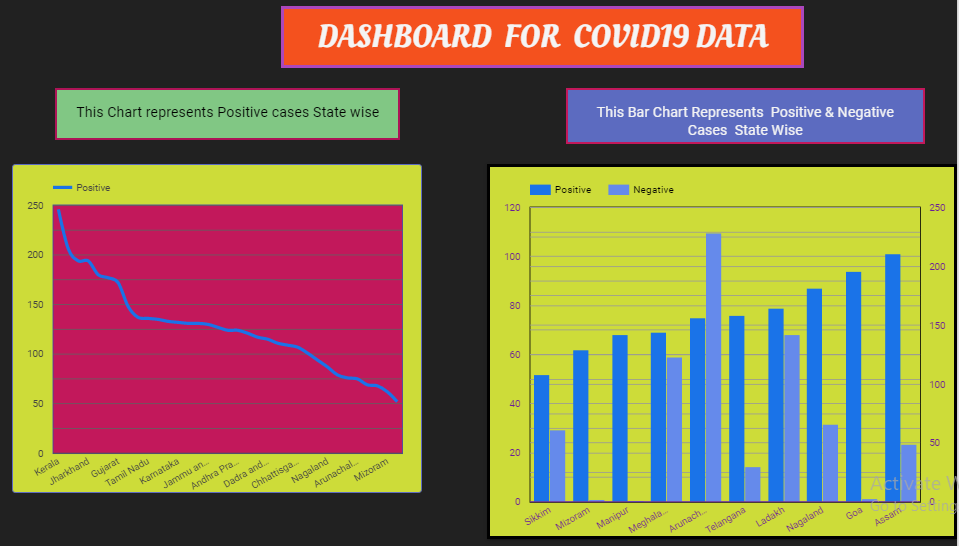 DASHBOARD FOR COVID19 DATA
This Chart represents Positive cases State wise
This Bar Chart Represents Positive & Negative
Cases State Wise
Positive
250
200
150
100
50
0
Kerala
Jharkhand
Gujarat
Tamil Nadu
Karnataka
Jammu an...
Andhra Pra...
Dadra and...
Chhattisga...
Nagaland
Arunachal...
Mizoram
Positive Negative
120
100
80
60
40
20
0
250
200
150
100
50
0
Sikkim
Mizoram
Manipur
Meghala...
Arunach...
Telangana
Ladakh
Nagaland
Goa
Assam
Activate W
Go to Setting